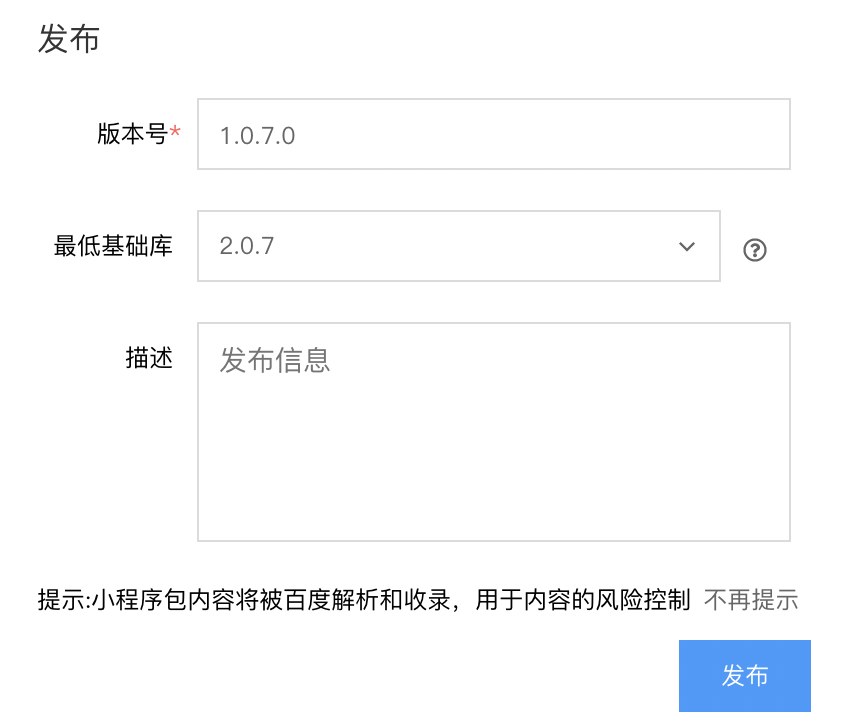 发布
版本号* 1.0.7.0
最低基础库 2.0.7 ?
描述 发布信息
提示:小程序包内容将被百度解析和收录，用于内容的风险控制 不再提示
发布